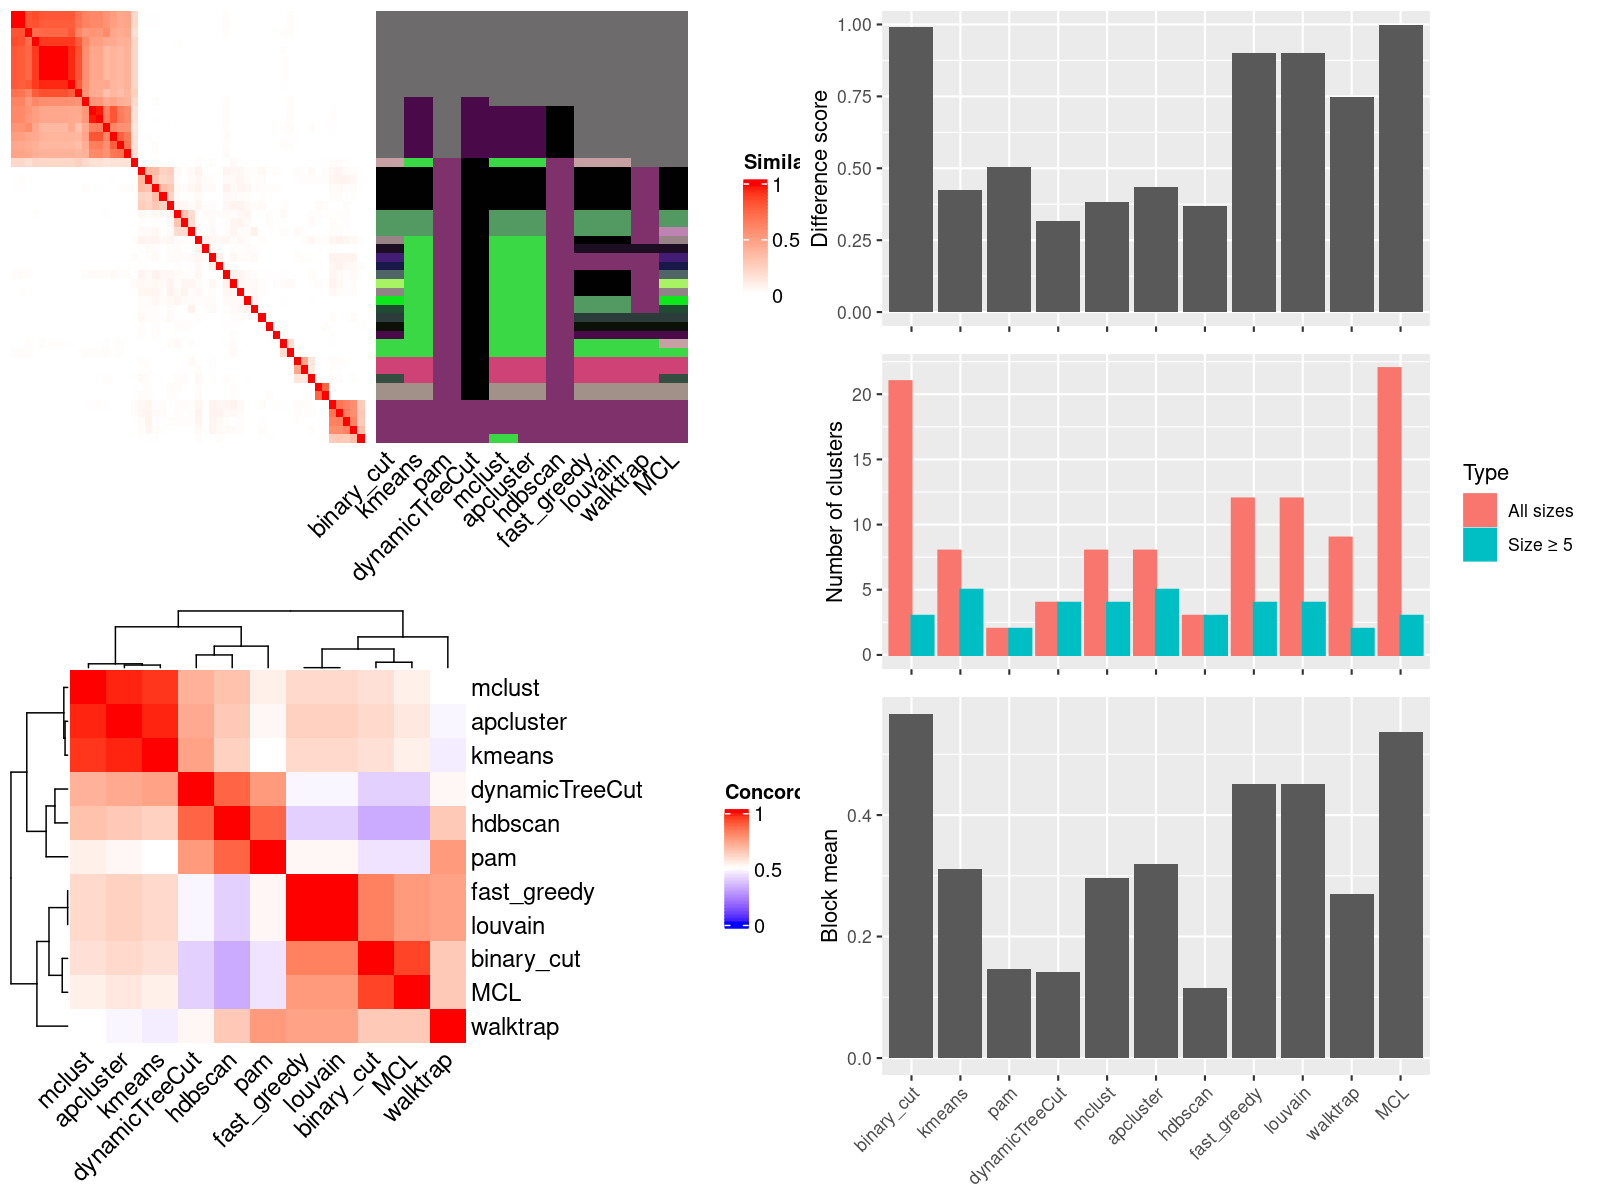 Simila
1
0.5
0
binary_cut
kmeans
pam
dynamicTreeCut
mclust
apcluster
hdbscan
fast_greedy
louvain
walktrap
MCL
mclust
apcluster
kmeans
dynamicTreeCut
hdbscan
pam
fast_greedy
louvain
binary_cut
MCL
walktrap
Concord
1
0.5
0
mclust
apcluster
kmeans
dynamicTreeCut
hdbscan
pam
fast_greedy
louvain
binary_cut
MCL
walktrap
Difference score
1.00
0.75
0.50
0.25
0.00
Number of clusters
20
15
10
5
0
Type
All sizes
Size ≥ 5
Block mean
0.4
0.2
0.0
binary_cut
kmeans
pam
dynamicTreeCut
mclust
apcluster
hdbscan
fast_greedy
louvain
walktrap
MCL